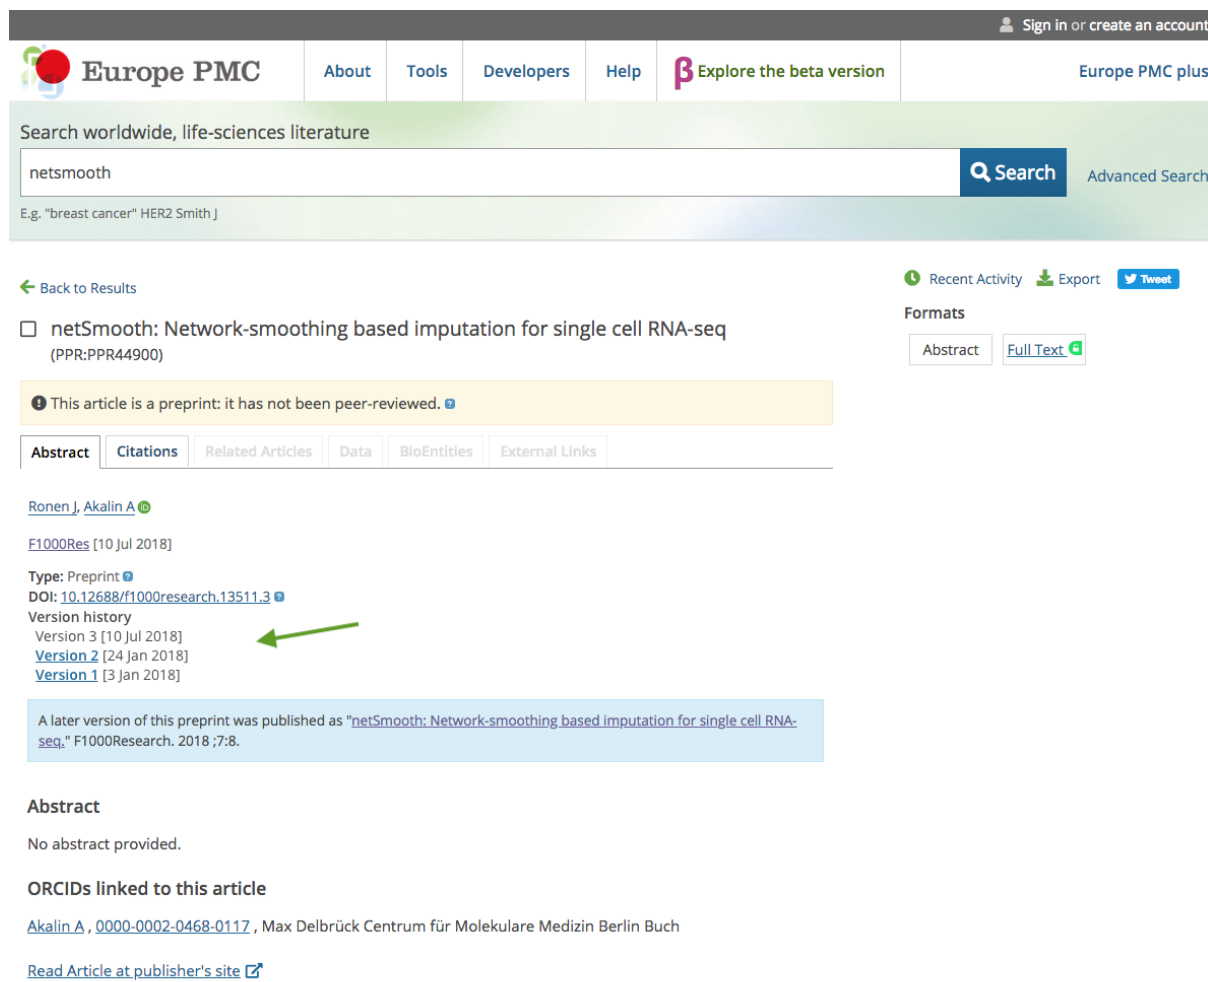 Sign in or create an account
Europe PMC
About
Tools
Developers
Help
β Explore the beta version
Europe PMC plus
Search worldwide, life-sciences literature
netsmooth
Search
Advanced Search
E.g. "breast cancer" HER2 Smith J
Back to Results
Recent Activity
Export
Tweet
Formats
Abstract
Full Text
netSmooth: Network-smoothing based imputation for single cell RNA-seq
(PPR:PPR44900)
This article is a preprint: it has not been peer-reviewed. ?
Abstract
Citations
Related Articles
Data
BioEntities
External Links
Ronen J, Akalin A iD
F1000Res [10 Jul 2018]
Type: Preprint ?
DOI: 10.12688/f1000research.13511.3 ?
Version history
Version 3 [10 Jul 2018]
Version 2 [24 Jan 2018]
Version 1 [3 Jan 2018]
A later version of this preprint was published as "netSmooth: Network-smoothing based imputation for single cell RNA-
seq." F1000Research. 2018 ;7:8.
Abstract
No abstract provided.
ORCIDs linked to this article
Akalin A , 0000-0002-0468-0117 , Max Delbrück Centrum für Molekulare Medizin Berlin Buch
Read Article at publisher's site